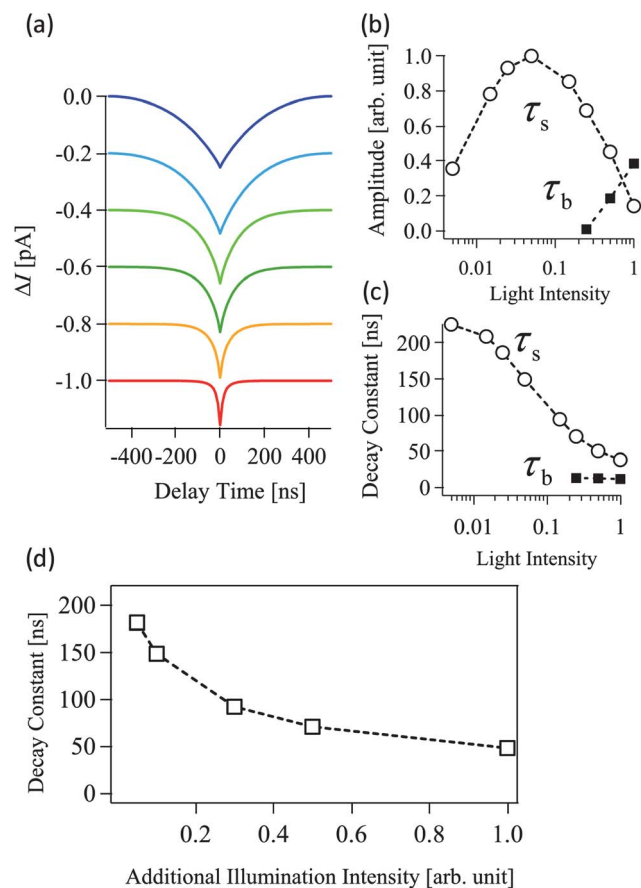 (a)
0.0
-0.2
-0.4
-0.6
-0.8
-1.0
ΔI [pA]
-400 -200 0 200 400
Delay Time [ns]
(b)
1.0
0.8
0.6
0.4
0.2
0.0
Amplitude [arb. unit]
τs
τb
0.01 0.1 1
Light Intensity
(c)
200
150
100
50
0
Decay Constant [ns]
τs
τb
0.01 0.1 1
Light Intensity
(d)
200
150
100
50
0
Decay Constant [ns]
0.2 0.4 0.6 0.8 1.0
Additional Illumination Intensity [arb. unit]